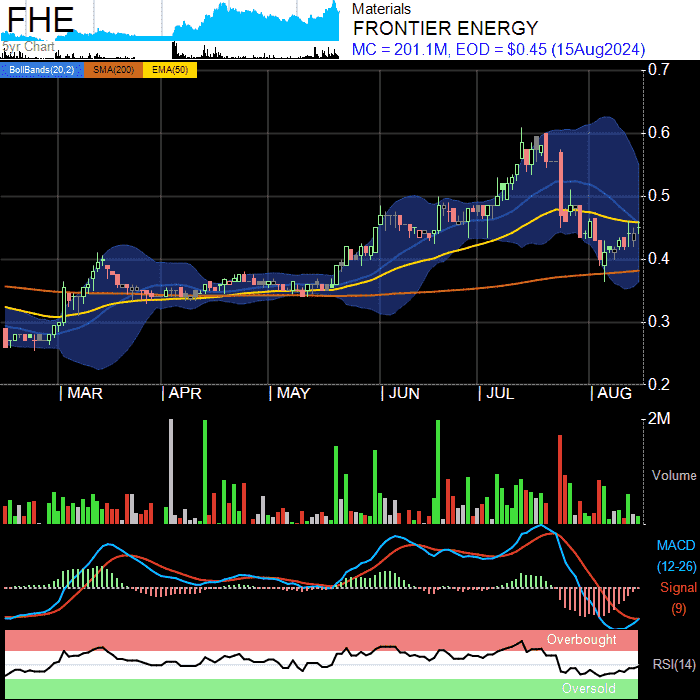 FHE
5yr Chart
Materials
FRONTIER ENERGY
MC = 201.1M, EOD = $0.45 (15Aug2024)
BollBands(20,2) SMA(200) EMA(50)
0.7
0.6
0.5
0.4
0.3
0.2
MAR APR MAY JUN JUL AUG
2M
Volume
MACD
(12-26)
Signal
(9)
Overbought
RSI(14)
Oversold